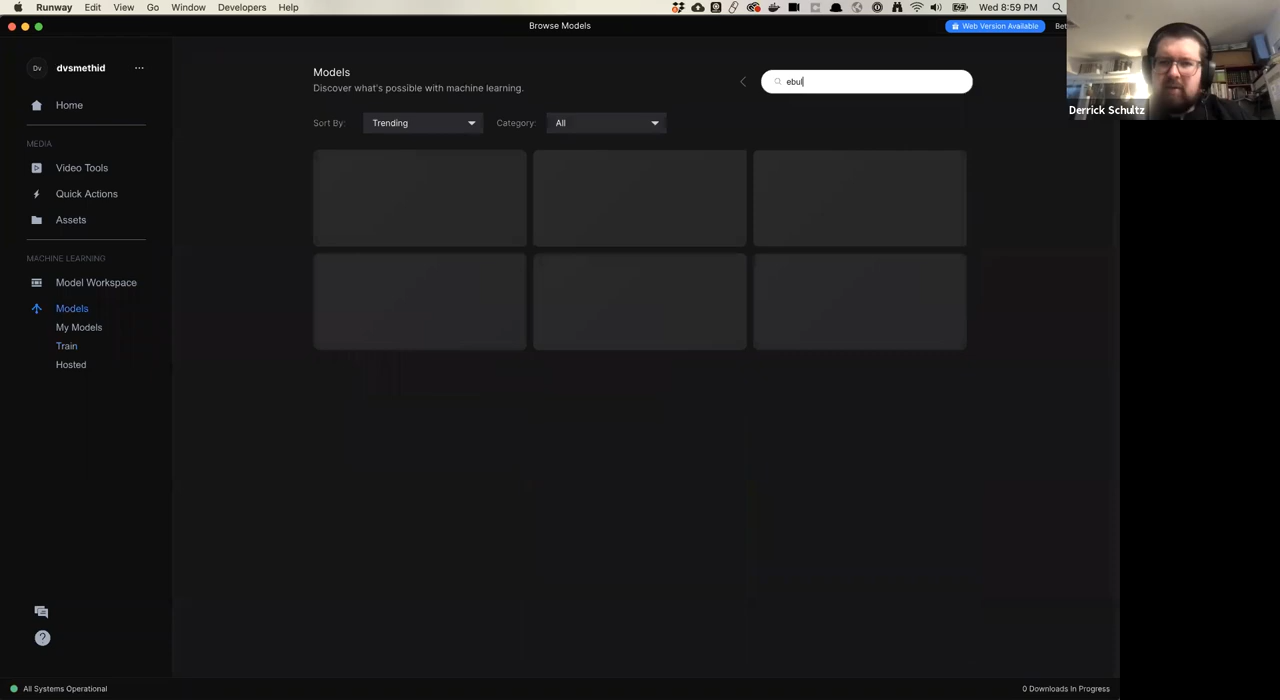 Runway Edit View Go Window Developers Help
Wed 8:59 PM
Browse Models
Web Version Available
Bet
Dv
dvsmethid
Home
MEDIA
Video Tools
Quick Actions
Assets
MACHINE LEARNING
Model Workspace
Models
My Models
Train
Hosted
Models
Discover what's possible with machine learning.
ebul
Sort By: Trending Category: All
Derrick Schultz
All Systems Operational
0 Downloads In Progress